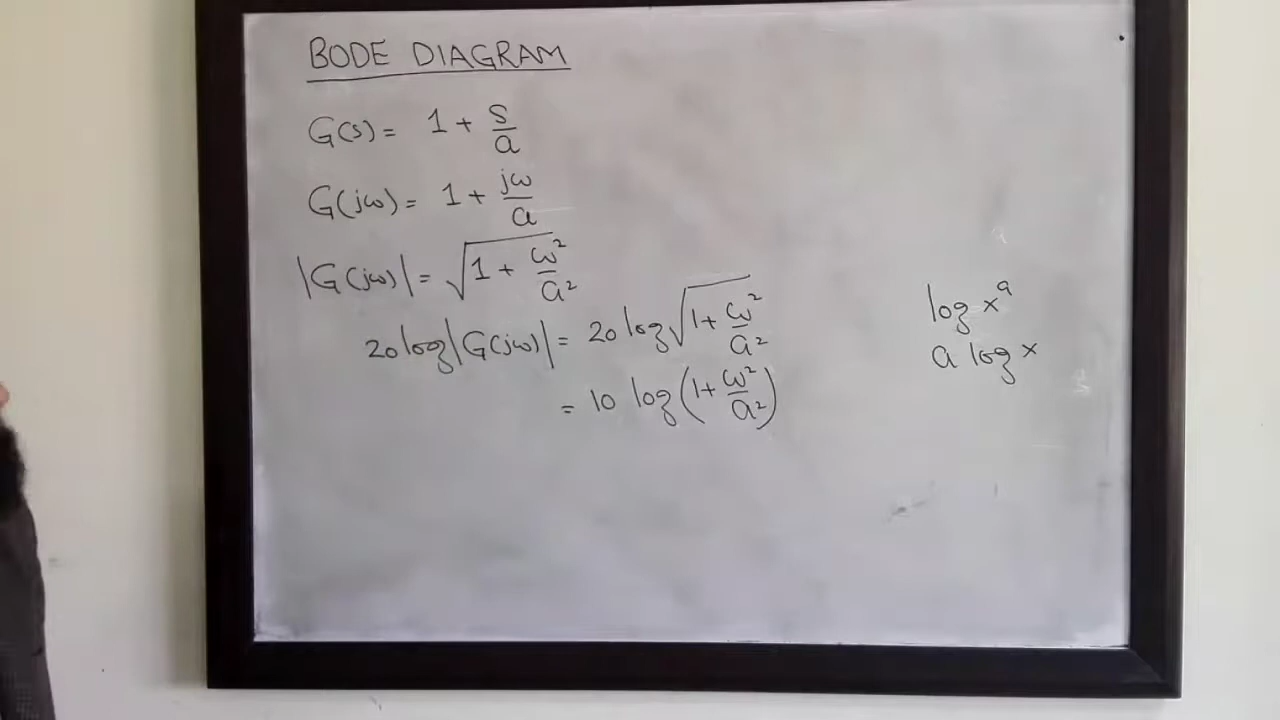 BODE DIAGRAM
G(s) = 1 + s/a
G(jω) = 1 + jω/a
|G(jω)| = √(1 + ω²/a²)
20 log|G(jω)| = 20 log√(1 + ω²/a²)
= 10 log(1 + ω²/a²)
log xᵃ
a log x